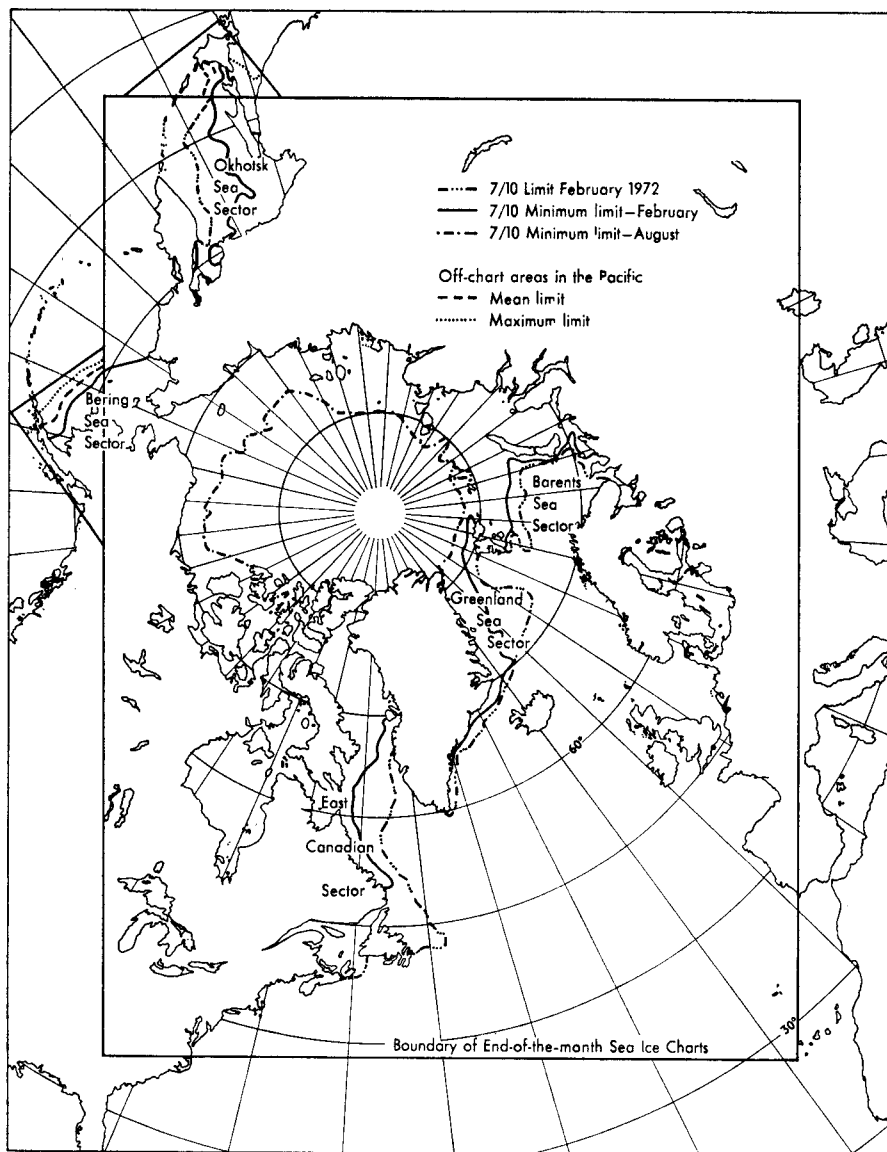 Okhotsk
Sea
Sector
7/10 Limit February 1972
7/10 Minimum limit—February
7/10 Minimum limit—August
Off-chart areas in the Pacific
Mean limit
Maximum limit
Bering
Sea
Sector
Barents
Sea
Sector
Greenland
Sea
Sector
60°
East
Canadian
Sector
30°
Boundary of End-of-the-month Sea Ice Charts